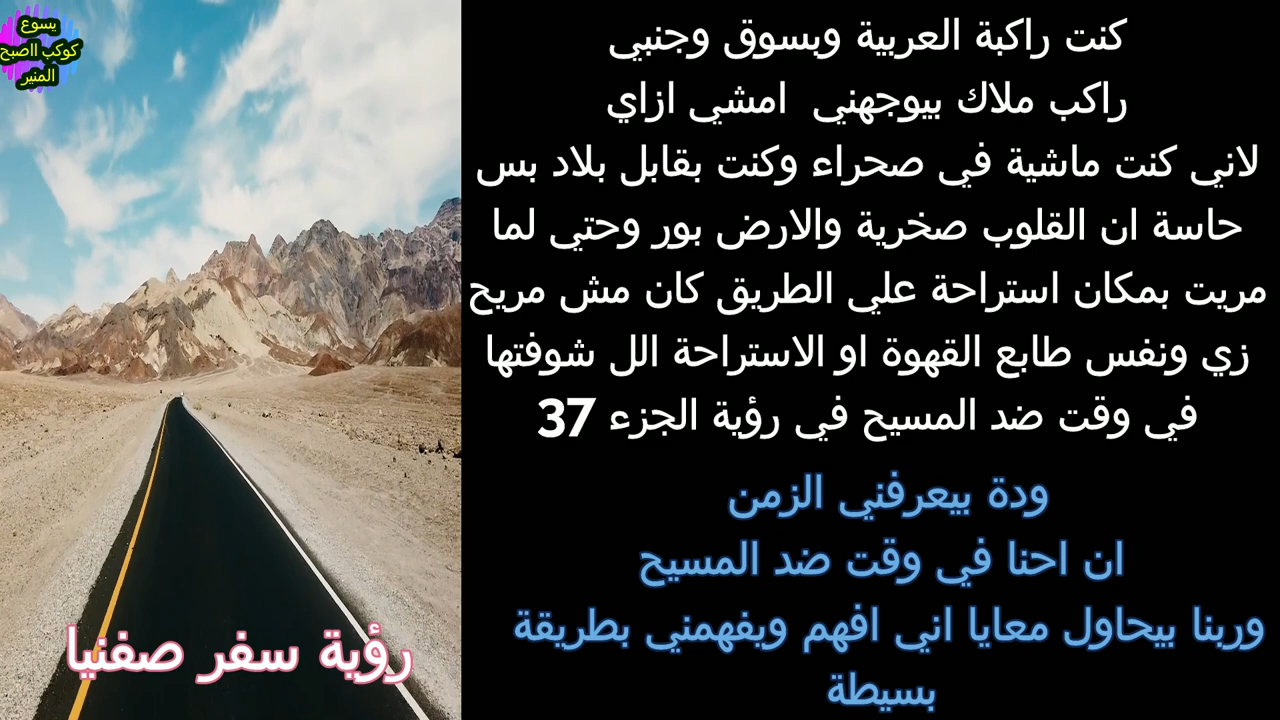 يسوع
كوكب ااصبح
المنير
كنت راكبة العربية وبسوق وجنبي
راكب ملاك بيوجهني امشي ازاي
لاني كنت ماشية في صحراء وكنت بقابل بلاد بس
حاسة ان القلوب صخرية والارض بور وحتي لما
مريت بمكان استراحة علي الطريق كان مش مريح
زي ونفس طابع القهوة او الاستراحة الل شوفتها
في وقت ضد المسيح في رؤية الجزء 37
ودة بيعرفني الزمن
ان احنا في وقت ضد المسيح
وربنا بيحاول معايا اني افهم ويفهمني بطريقة
بسيطة
رؤية سفر صفنيا